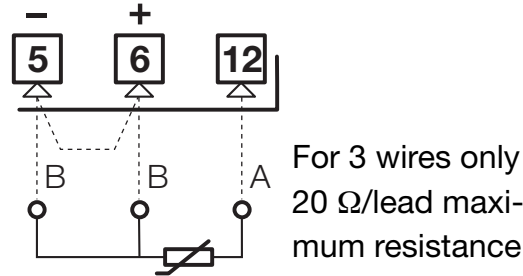 − +
5 6 12
B B A
For 3 wires only
20 Ω/lead maxi-
mum resistance